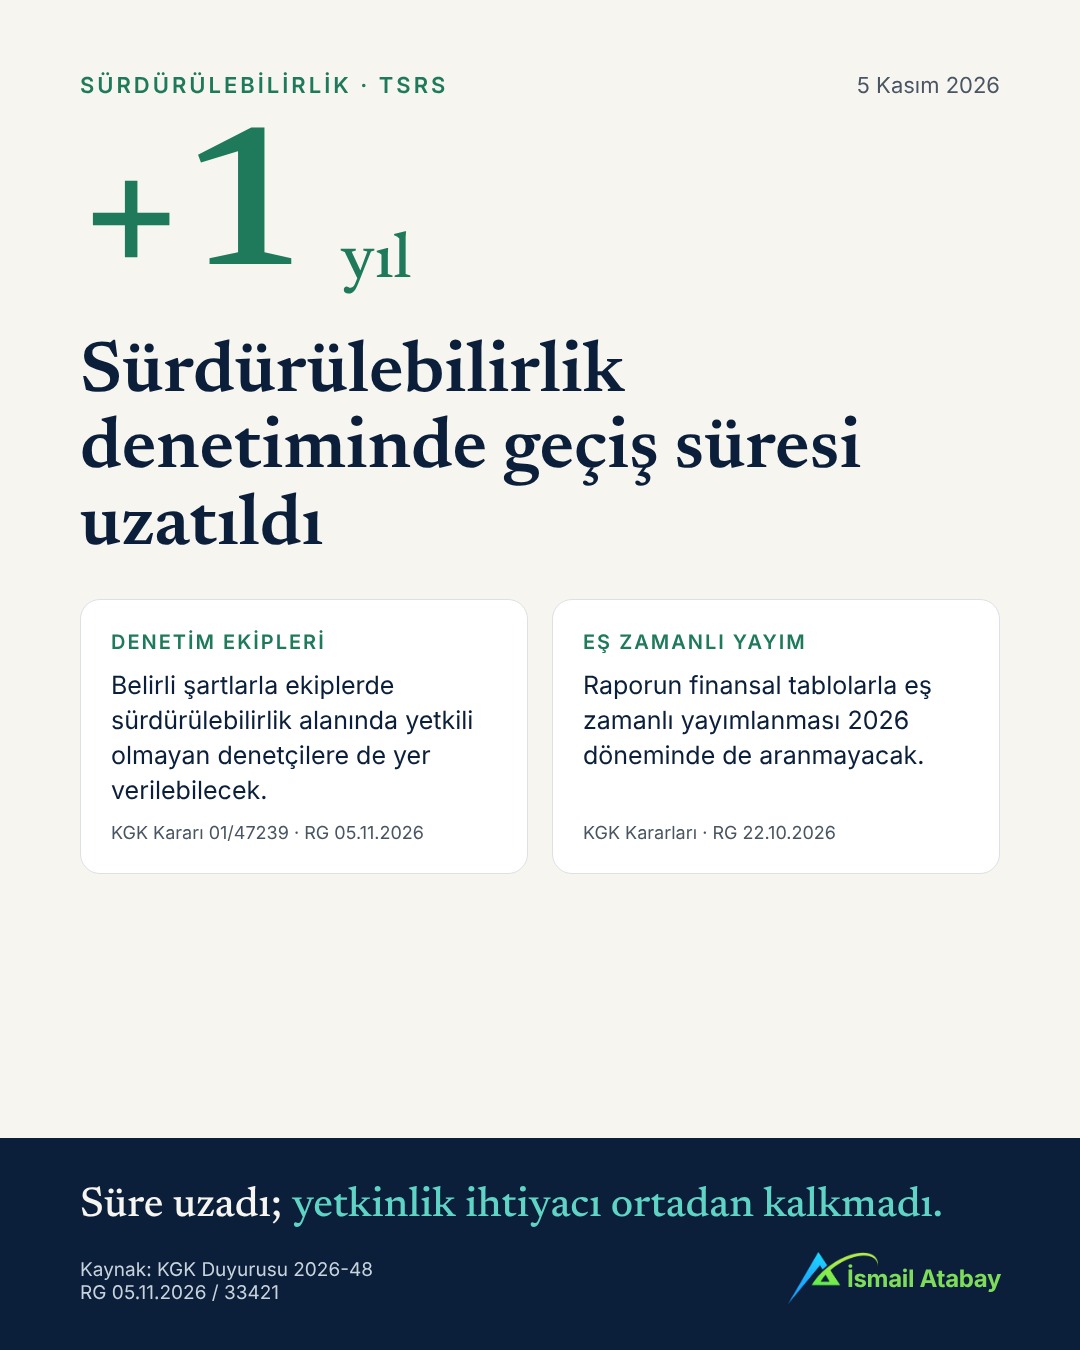 SÜRDÜRÜLEBİLİRLİK · TSRS
5 Kasım 2026
+1 yıl
Sürdürülebilirlik
denetiminde geçiş süresi
uzatıldı
DENETİM EKİPLERİ
Belirli şartlarla ekiplerde
sürdürülebilirlik alanında yetkili
olmayan denetçilere de yer
verilebilecek.
KGK Kararı 01/47239 · RG 05.11.2026
EŞ ZAMANLI YAYIM
Raporun finansal tablolarla eş
zamanlı yayımlanması 2026
döneminde de aranmayacak.
KGK Kararları · RG 22.10.2026
Süre uzadı; yetkinlik ihtiyacı ortadan kalkmadı.
Kaynak: KGK Duyurusu 2026-48
RG 05.11.2026 / 33421
İsmail Atabay